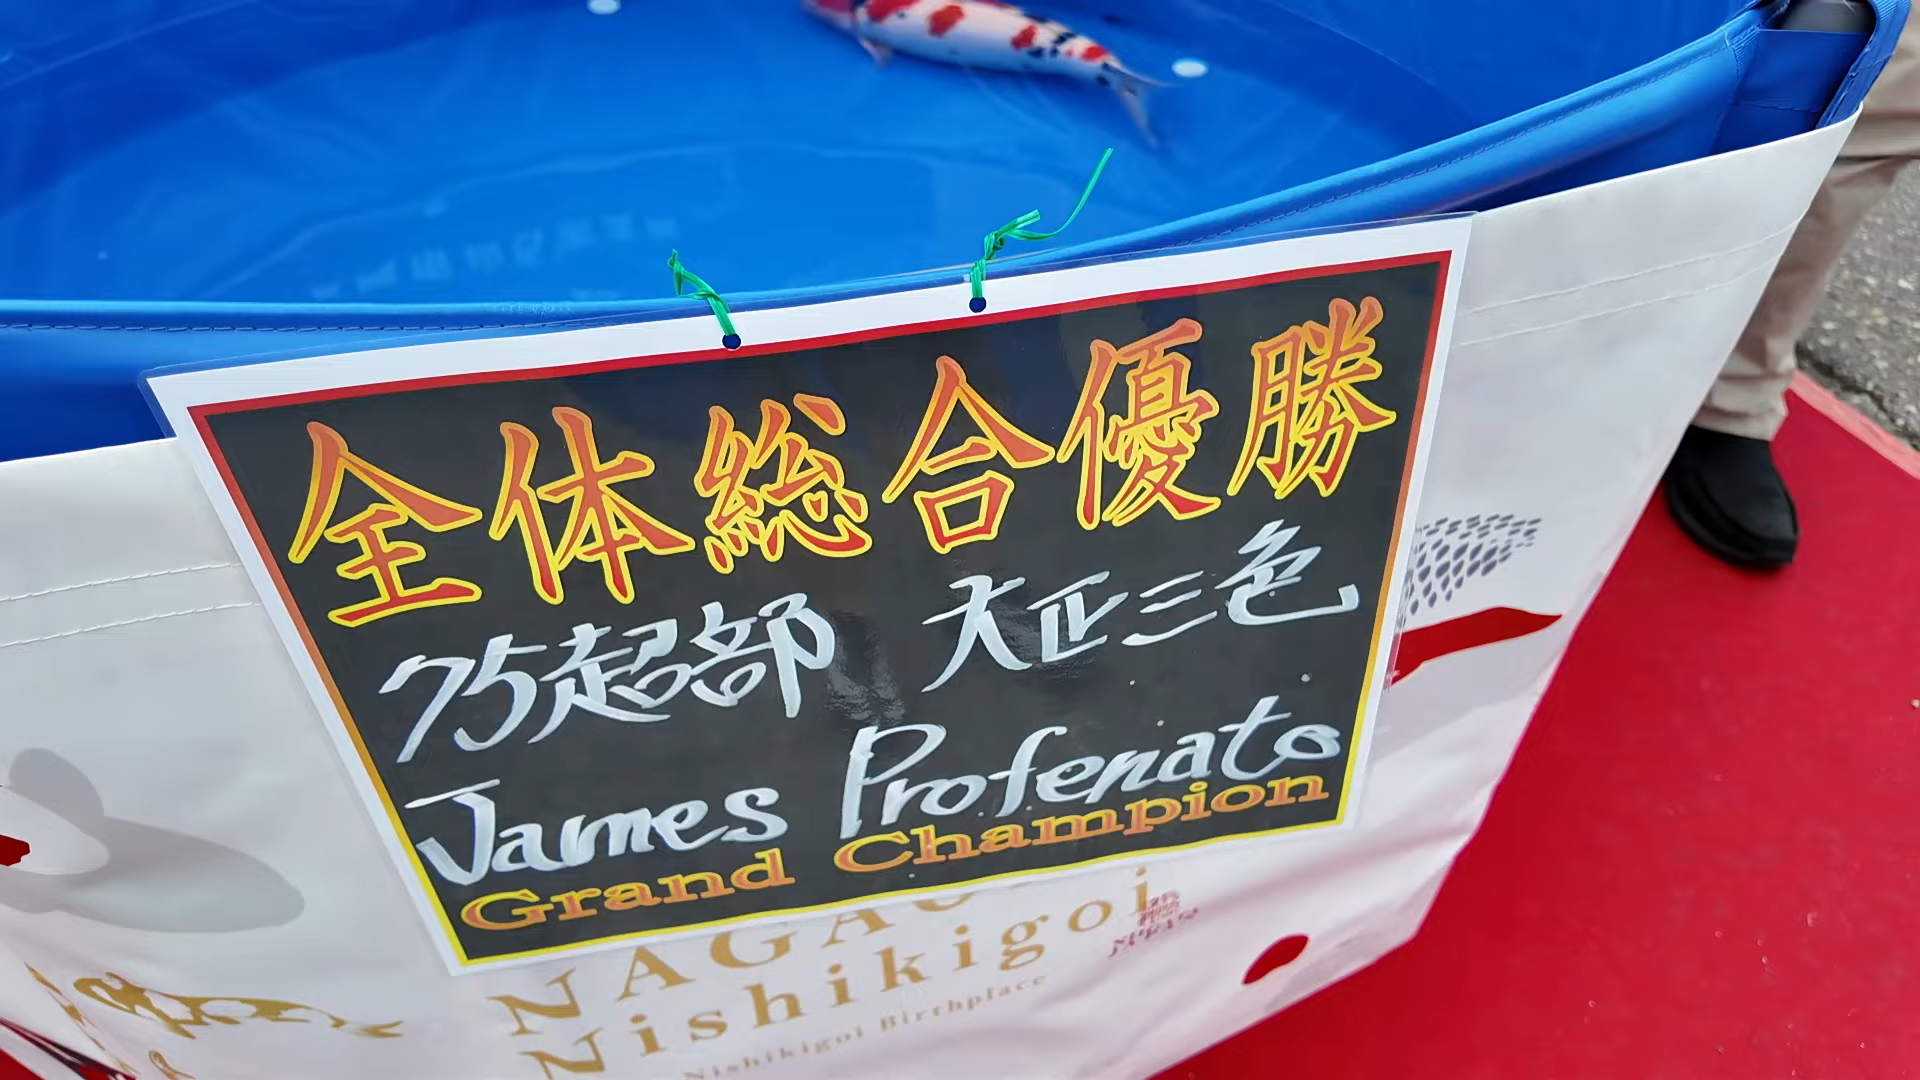 全体総合優勝
75超部 大正三色
James Profenato
Grand Champion
NAGAO
Nishikigoi
Nishikigoi Birthplace